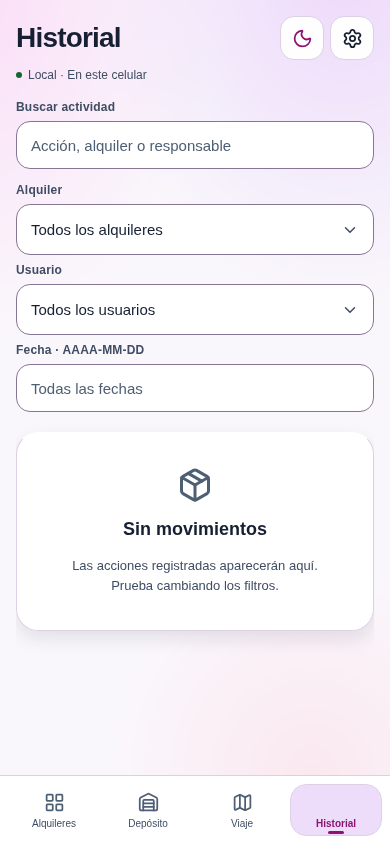 Historial
Local · En este celular
Buscar actividad
Acción, alquiler o responsable
Alquiler
Todos los alquileres
Usuario
Todos los usuarios
Fecha · AAAA-MM-DD
Todas las fechas
Sin movimientos
Las acciones registradas aparecerán aquí.
Prueba cambiando los filtros.
Alquileres
Depósito
Viaje
Historial